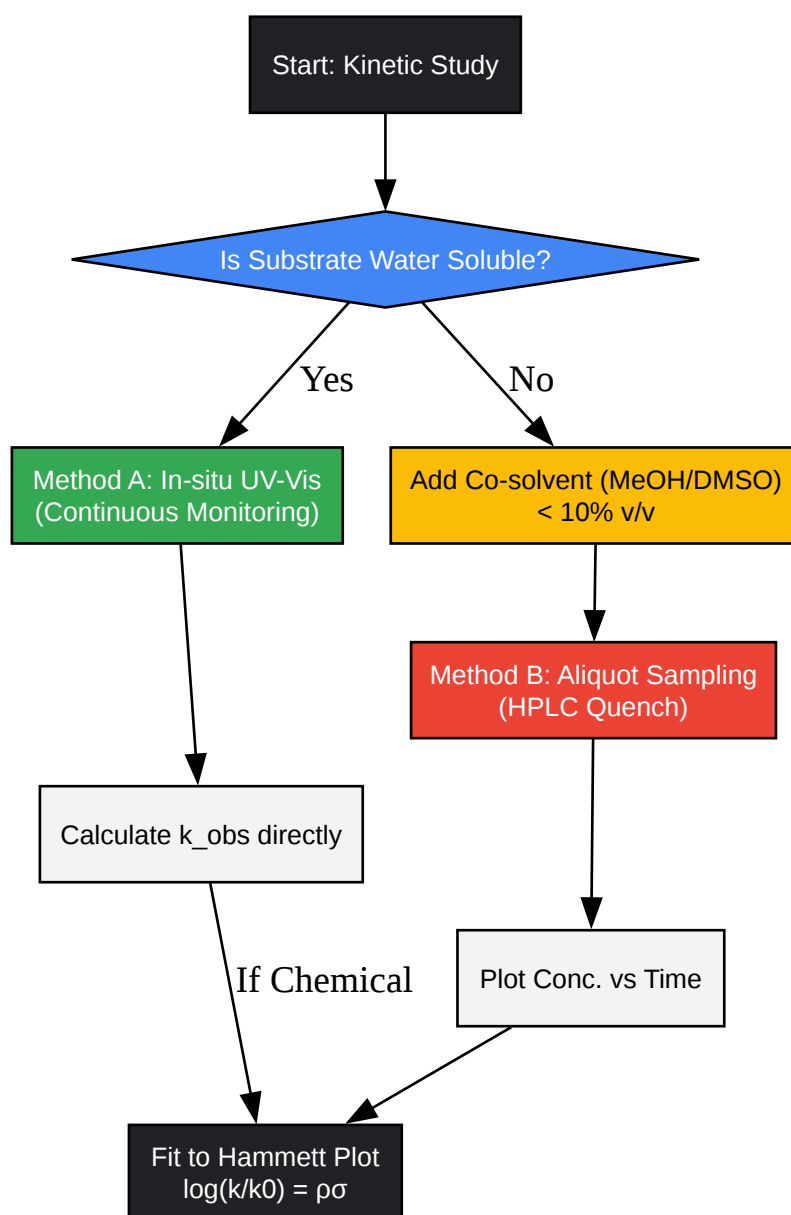 Start: Kinetic Study
Is Substrate Water Soluble?
Yes
No
Method A: In-situ UV-Vis
(Continuous Monitoring)
Add Co-solvent (MeOH/DMSO)
< 10% v/v
Method B: Aliquot Sampling
(HPLC Quench)
Calculate k_obs directly
If Chemical
Plot Conc. vs Time
Fit to Hammett Plot
log(k/k0) = ρσ